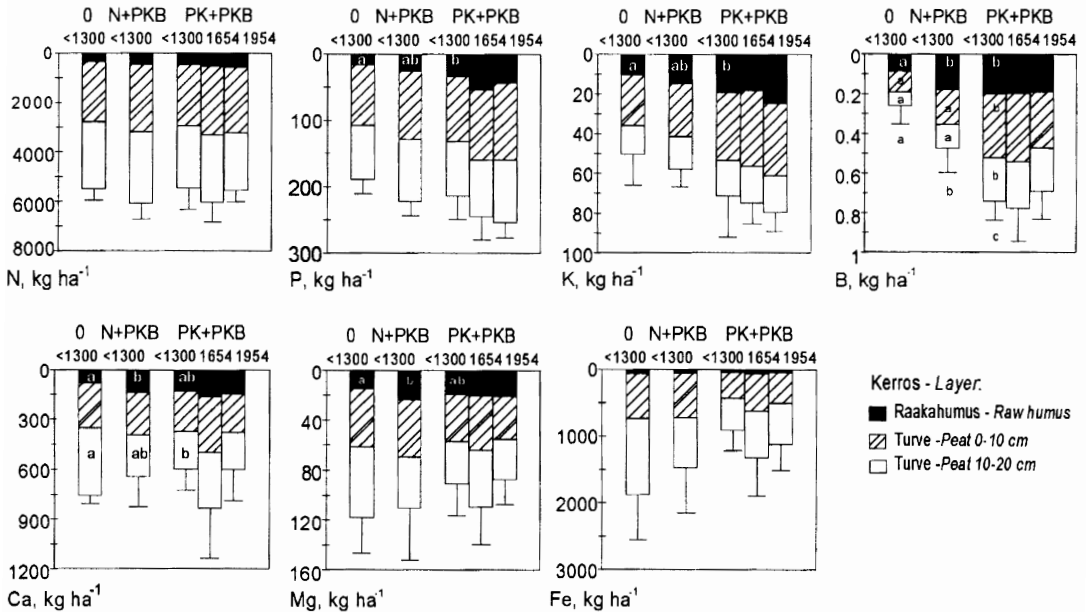 0 N+PKB PK+PKB
<1300 <1300 <1300 1654 1954
0
2000
4000
6000
8000
N, kg ha⁻¹
0 N+PKB PK+PKB
<1300 <1300 <1300 1654 1954
0
100
200
300
a ab b
P, kg ha⁻¹
0 N+PKB PK+PKB
<1300 <1300 <1300 1654 1954
0
20
40
60
80
100
a ab b
K, kg ha⁻¹
0 N+PKB PK+PKB
<1300 <1300 <1300 1654 1954
0
0.2
0.4
0.6
0.8
1
a b b
a a b
a a b
a b c
B, kg ha⁻¹
0 N+PKB PK+PKB
<1300 <1300 <1300 1654 1954
0
300
600
900
1200
a b ab
a ab b
Ca, kg ha⁻¹
0 N+PKB PK+PKB
<1300 <1300 <1300 1654 1954
0
40
80
120
160
a b ab
Mg, kg ha⁻¹
0 N+PKB PK+PKB
<1300 <1300 <1300 1654 1954
0
1000
2000
3000
Fe, kg ha⁻¹
Kerros - Layer:
Raakahumus - Raw humus
Turve -Peat 0-10 cm
Turve -Peat 10-20 cm